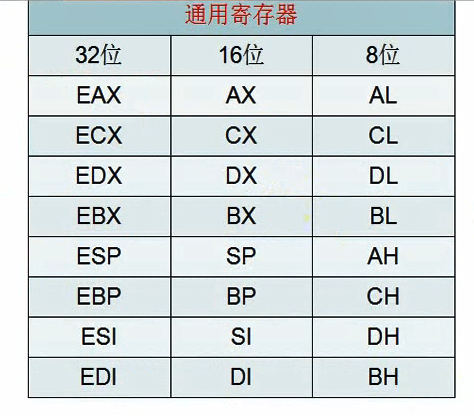 通用寄存器
32位 16位 8位
EAX AX AL
ECX CX CL
EDX DX DL
EBX BX BL
ESP SP AH
EBP BP CH
ESI SI DH
EDI DI BH